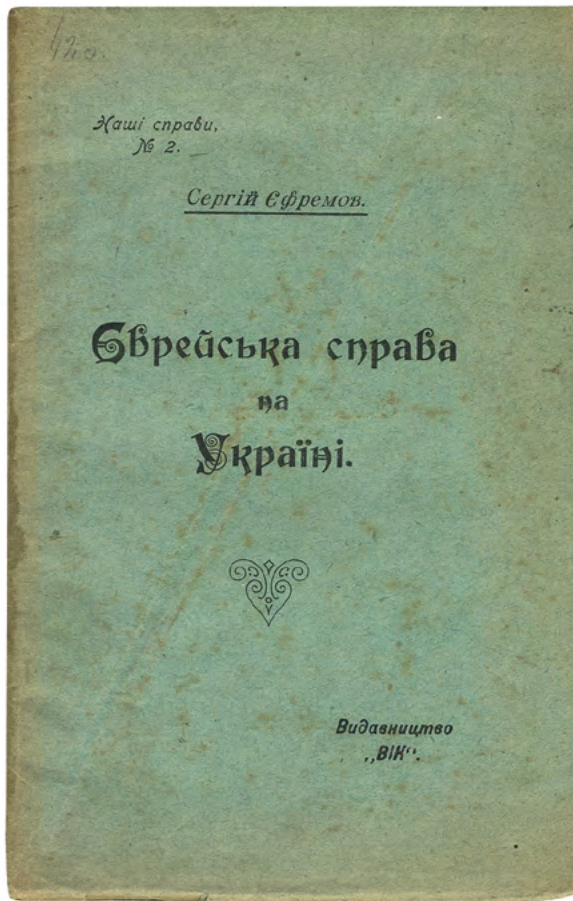 Наші справи,
№ 2.
Сергій Єфремов.
Єврейська справа
на
Україні.
Видавництво
„ВІК“.